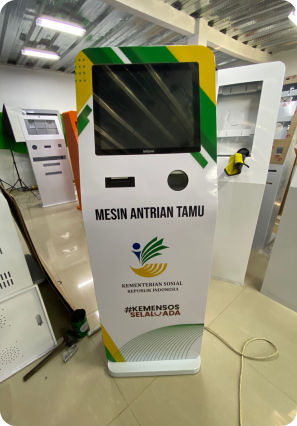 MESIN ANTRIAN TAMU
KEMENTERIAN SOSIAL
REPUBLIK INDONESIA
#KEMENSOS
SELALUADA